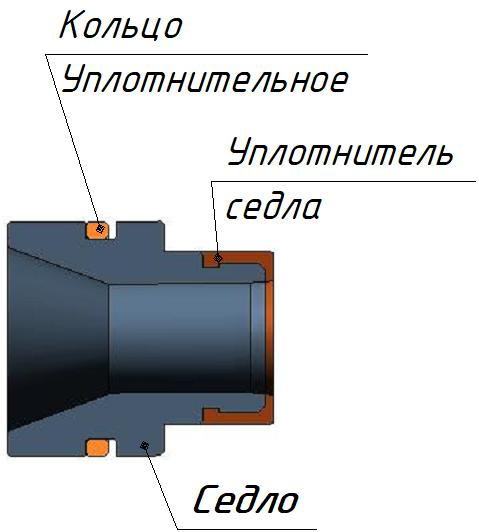 Кольцо
Уплотнительное
Уплотнитель
седла
Седло